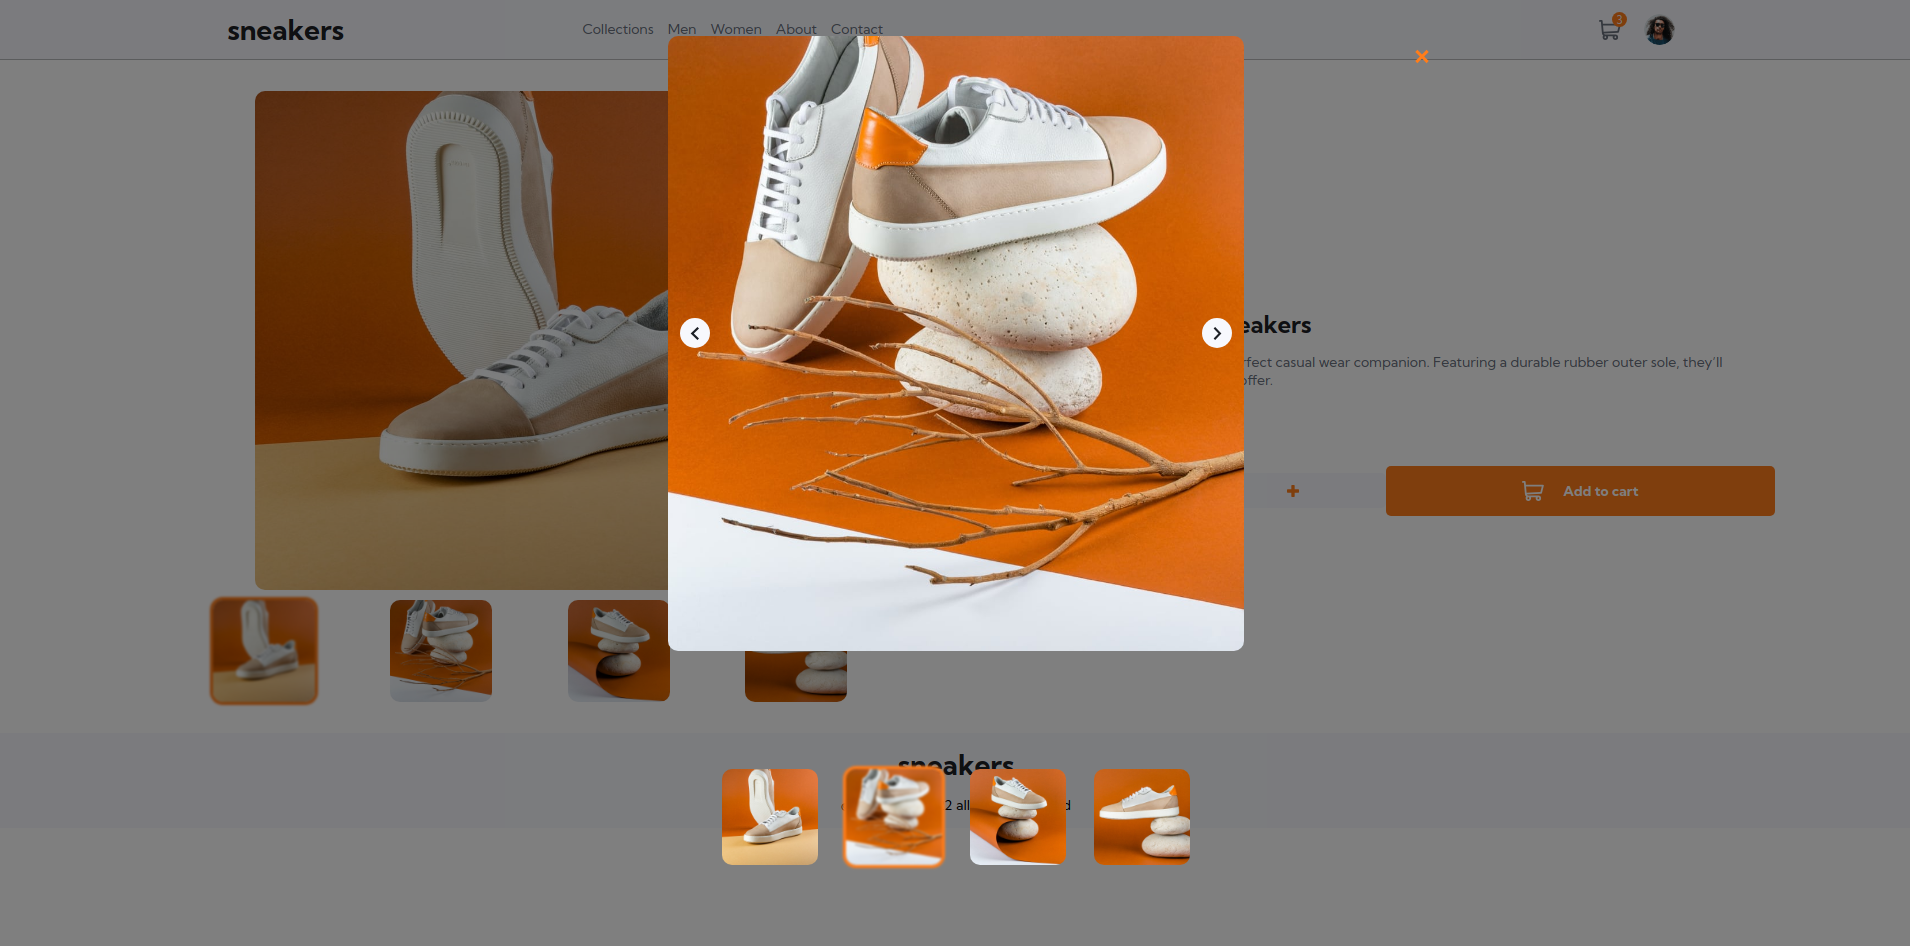 sneakers
Collections Men Women About Contact
3
eakers
rfect casual wear companion. Featuring a durable rubber outer sole, they'll
offer.
Add to cart
sneakers
2 all